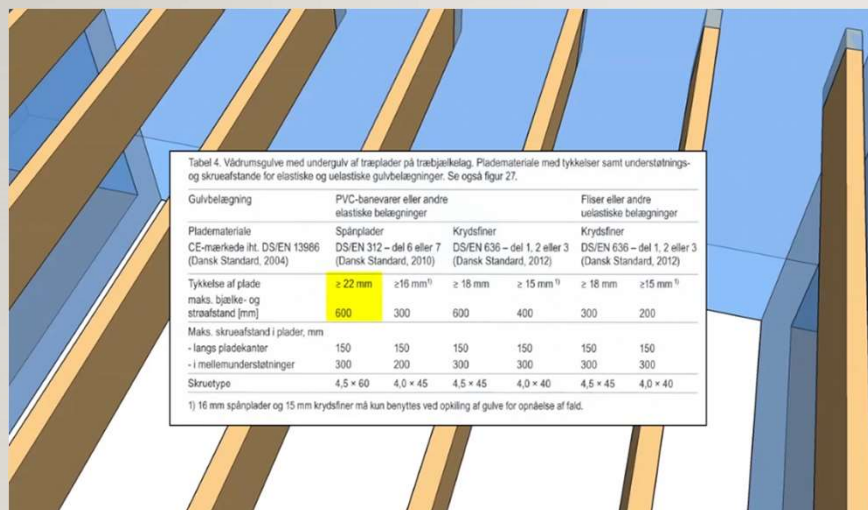 Tabel 4. Vådrumsgulve med undergulv af træplader på træbjælkelag. Plademateriale med tykkelser samt understøtnings-
og skrueafstande for elastiske og uelastiske gulvbelægninger. Se også figur 27.
Gulvbelægning PVC-banevarer eller andre Fliser eller andre
elastiske belægninger uelastiske belægninger
Plademateriale Spånplader Krydsfiner Krydsfiner
CE-mærkede iht. DS/EN 13986 DS/EN 312 – del 6 eller 7 DS/EN 636 – del 1, 2 eller 3 DS/EN 636 – del 1, 2 eller 3
(Dansk Standard, 2004) (Dansk Standard, 2010) (Dansk Standard, 2012) (Dansk Standard, 2012)
Tykkelse af plade ≥ 22 mm ≥16 mm¹⁾ ≥ 18 mm ≥ 15 mm ¹⁾ ≥ 18 mm ≥15 mm ¹⁾
maks. bjælke- og
strøafstand [mm] 600 300 600 400 300 200
Maks. skrueafstand i plader, mm
- langs pladekanter 150 150 150 150 150 150
- i mellemunderstøtninger 300 200 300 300 300 300
Skruetype 4,5 × 60 4,0 × 45 4,5 × 45 4,0 × 40 4,5 × 45 4,0 × 40
1) 16 mm spånplader og 15 mm krydsfiner må kun benyttes ved opkiling af gulve for opnåelse af fald.